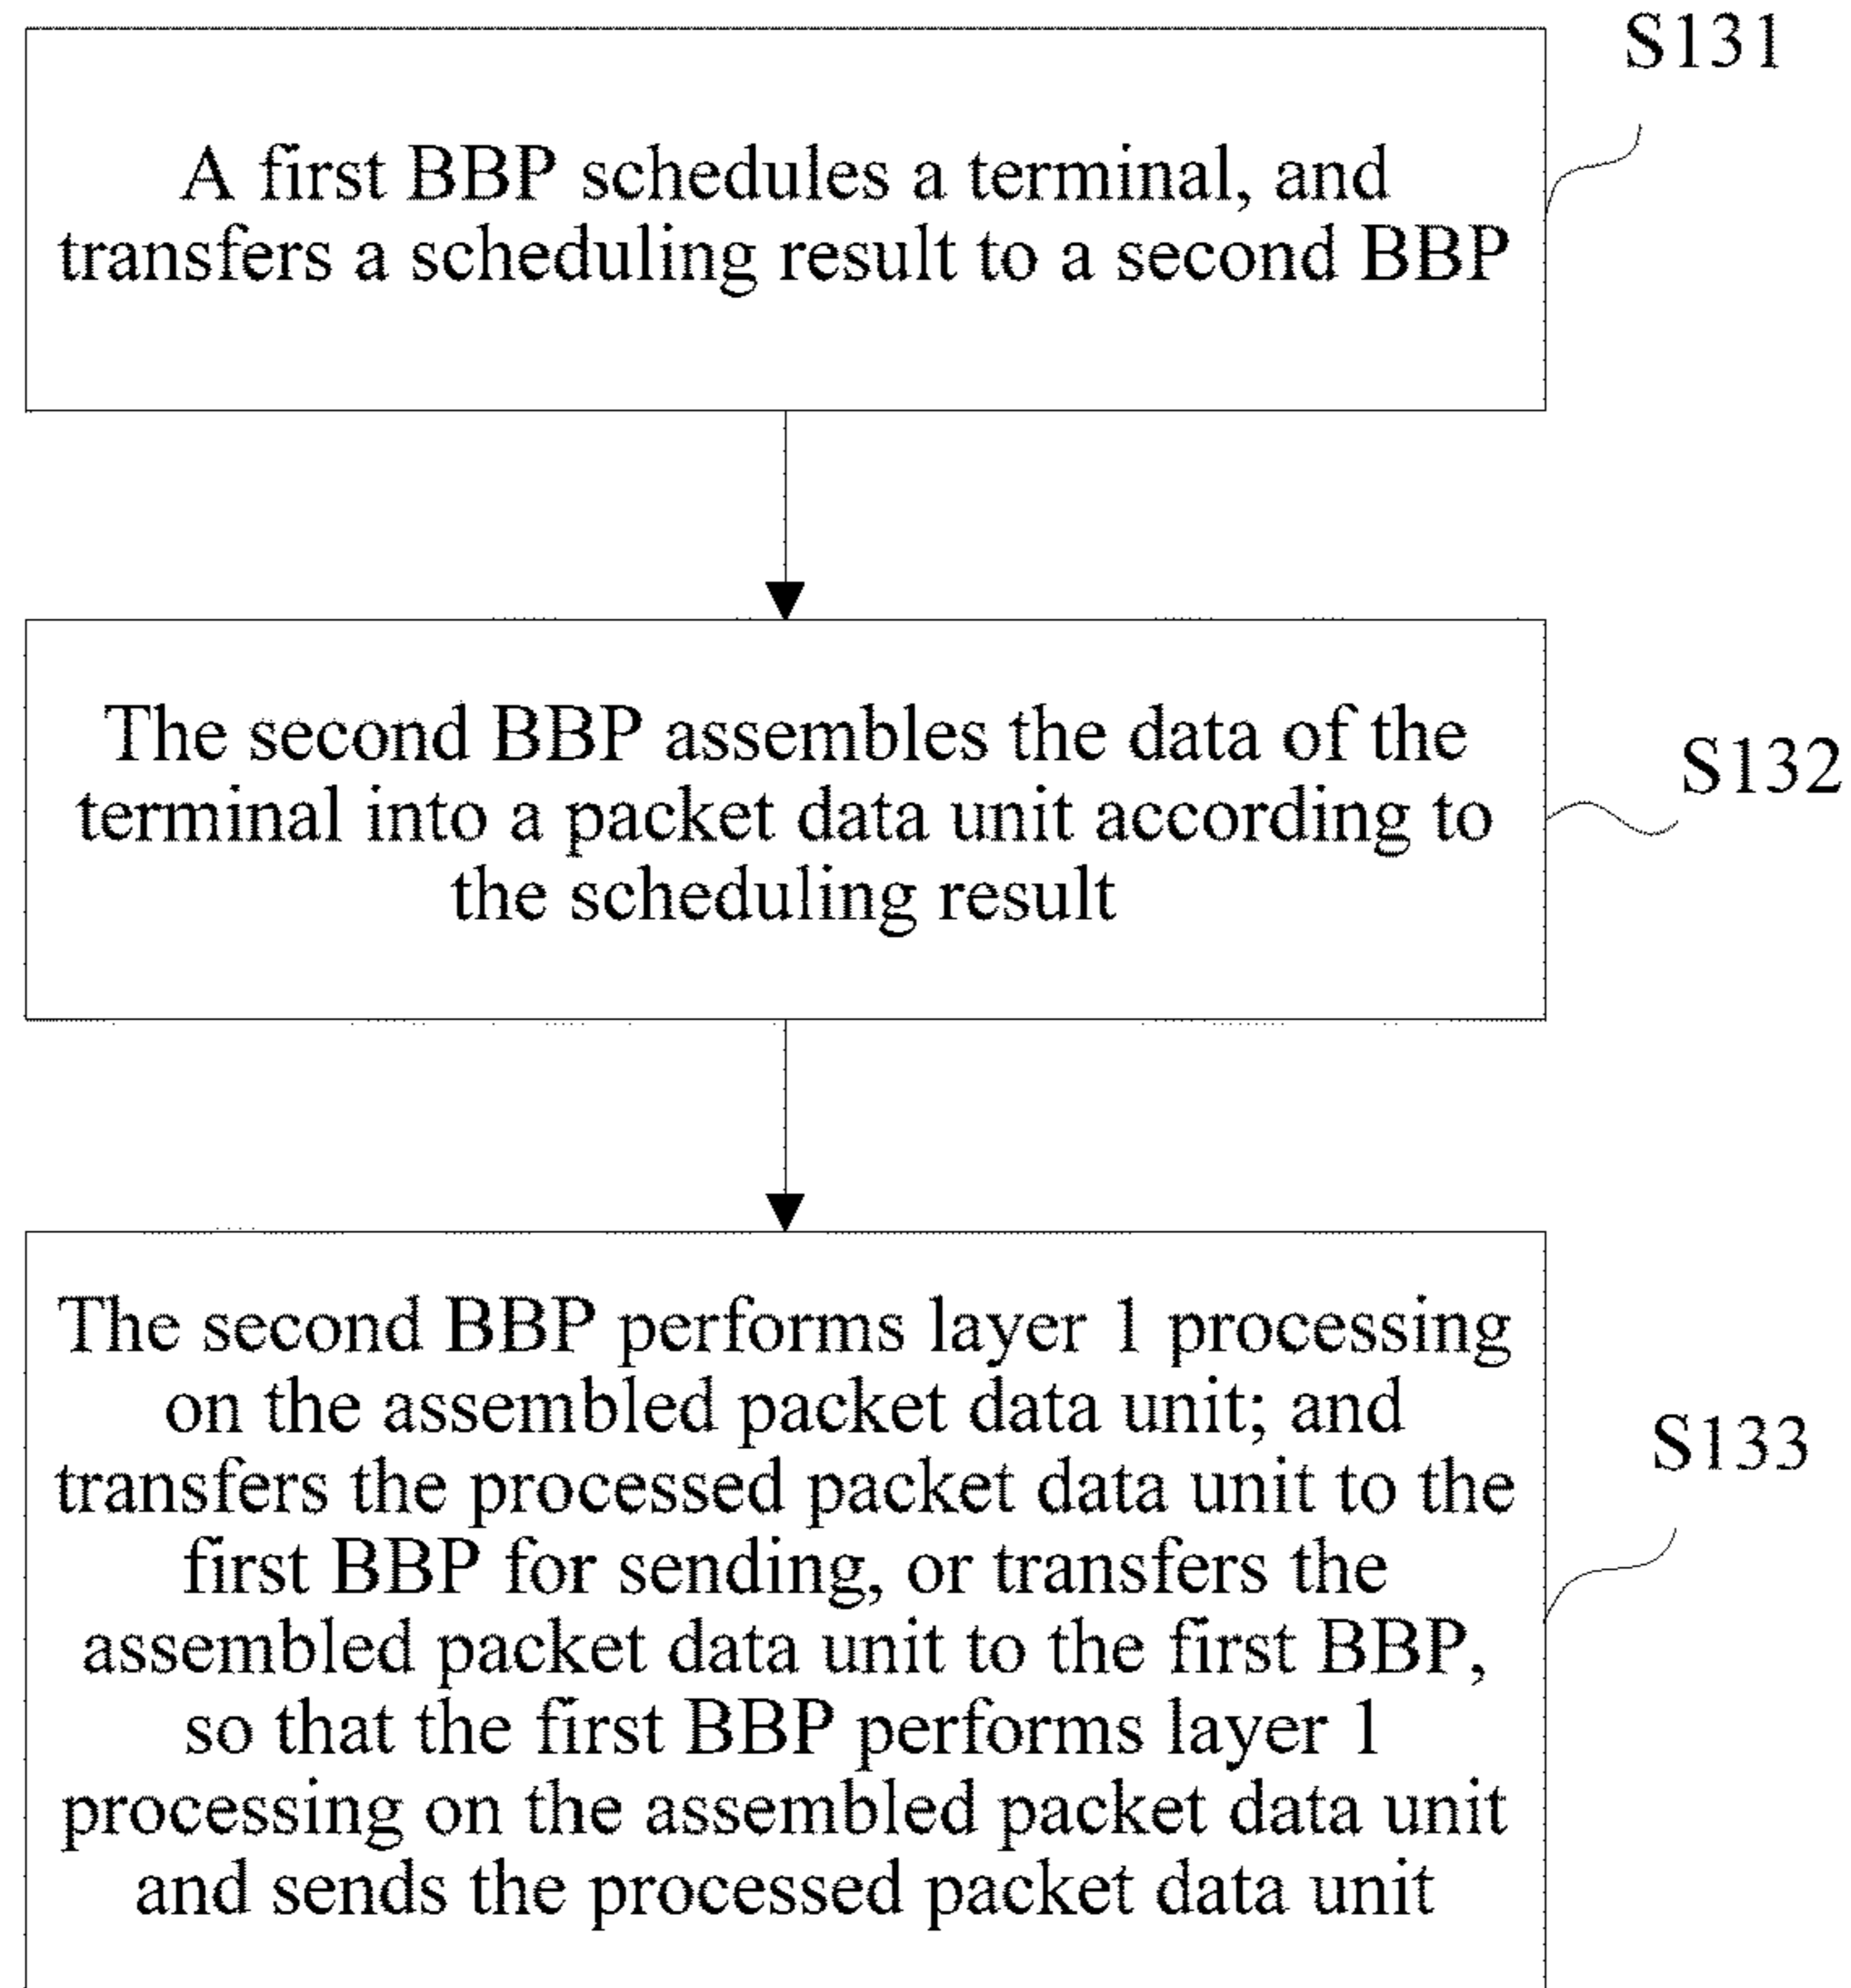 S131
A first BBP schedules a terminal, and
transfers a scheduling result to a second BBP
The second BBP assembles the data of the
terminal into a packet data unit according to
the scheduling result
S132
The second BBP performs layer 1 processing
on the assembled packet data unit; and
transfers the processed packet data unit to the
first BBP for sending, or transfers the
assembled packet data unit to the first BBP,
so that the first BBP performs layer 1
processing on the assembled packet data unit
and sends the processed packet data unit
S133